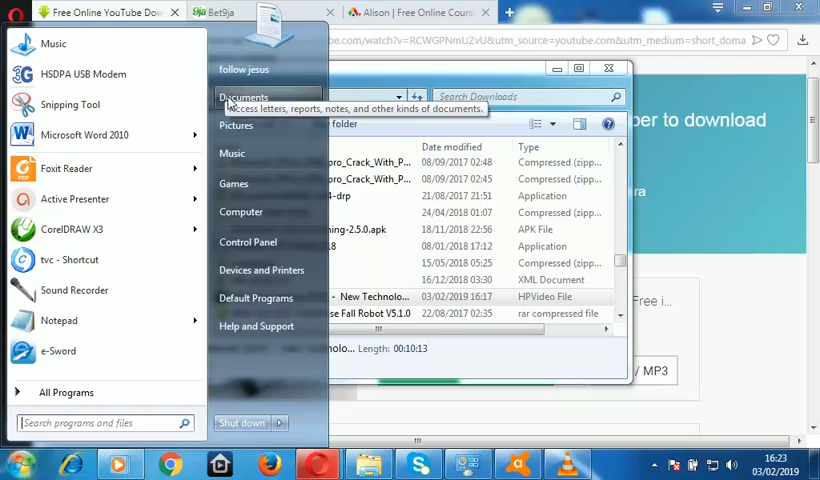 Free Online YouTube Dow
Bet9ja
Alison | Free Online Cours
.be.com/watch?v=RCWGPnmUZvU&utm_source=youtube.com&utm_medium=short_doma
Music
HSDPA USB Modem
Snipping Tool
Microsoft Word 2010
Foxit Reader
Active Presenter
CorelDRAW X3
tvc - Shortcut
Sound Recorder
Notepad
e-Sword
All Programs
Search programs and files
follow jesus
Documents
Access letters, reports, notes, and other kinds of documents.
Pictures
Music
Games
Computer
Control Panel
Devices and Printers
Default Programs
Help and Support
Shut down
Search Downloads
folder
Date modified
Type
pro_Crack_With_P...
08/09/2017 02:48
Compressed (zipp...
pro_Crack_With_P...
08/09/2017 02:45
Compressed (zipp...
-drp
21/08/2017 21:51
Application
24/04/2018 01:07
Compressed (zipp...
ning-2.5.0.apk
18/11/2018 22:56
APK File
8
08/01/2018 17:12
Application
15/05/2018 05:25
Compressed (zipp...
16/12/2018 03:30
XML Document
- New Technolo...
03/02/2019 16:17
HPVideo File
se Fall Robot V5.1.0
22/08/2017 02:35
rar compressed file
nnolo...
Length: 00:10:13
per to download
ra
Free i...
/ MP3
16:23
03/02/2019